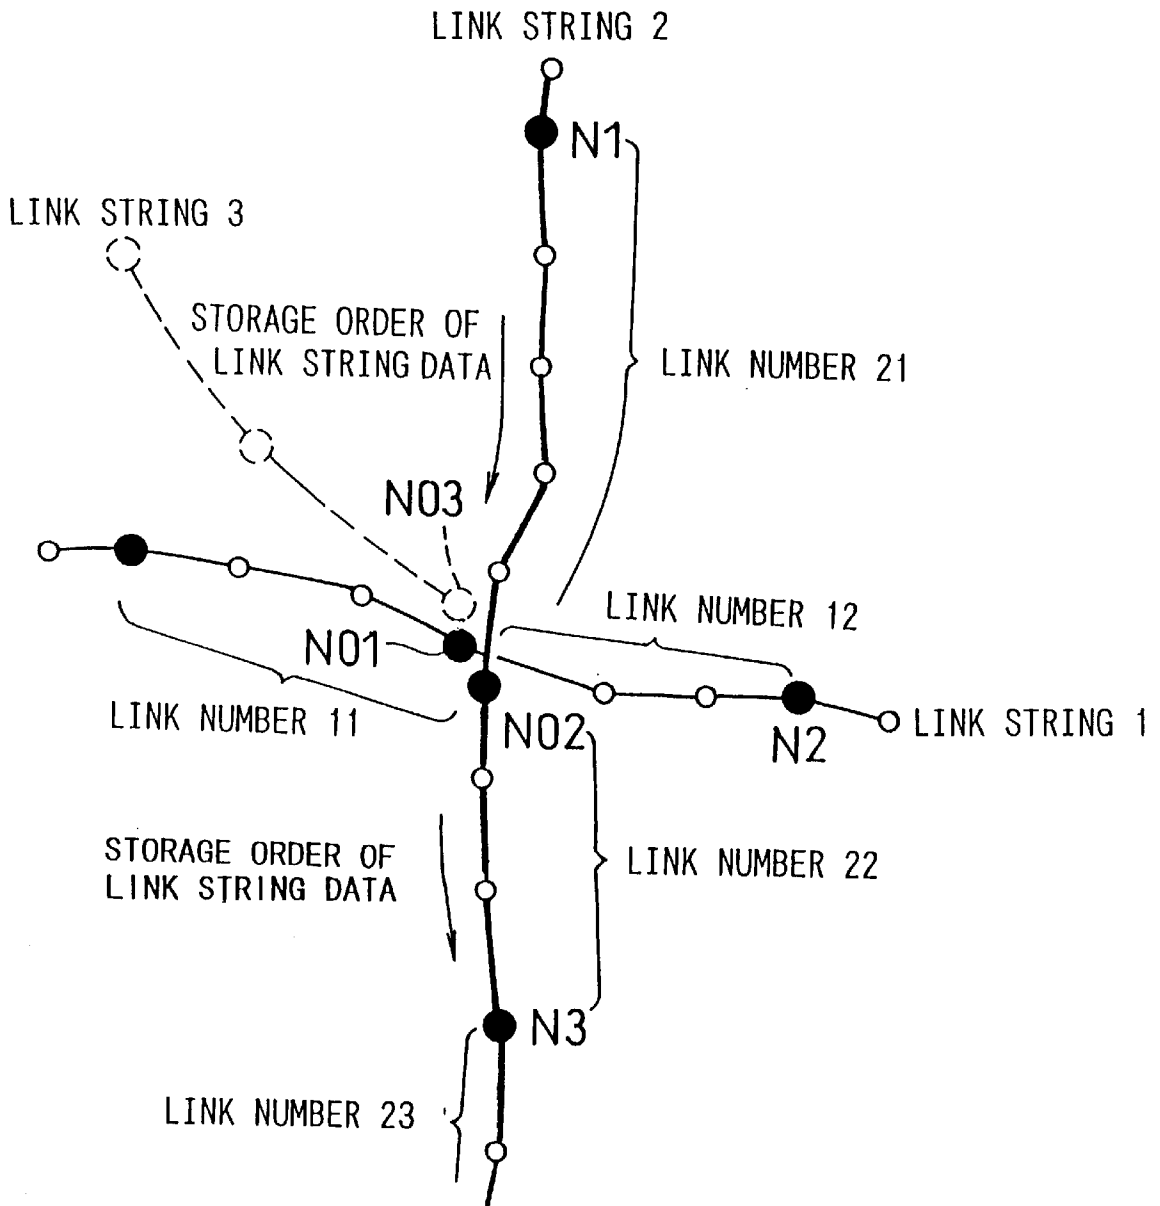 LINK STRING 2
N1
LINK STRING 3
STORAGE ORDER OF
LINK STRING DATA
LINK NUMBER 21
N03
LINK NUMBER 12
N01
LINK NUMBER 11
N02
N2
LINK STRING 1
STORAGE ORDER OF
LINK STRING DATA
LINK NUMBER 22
N3
LINK NUMBER 23